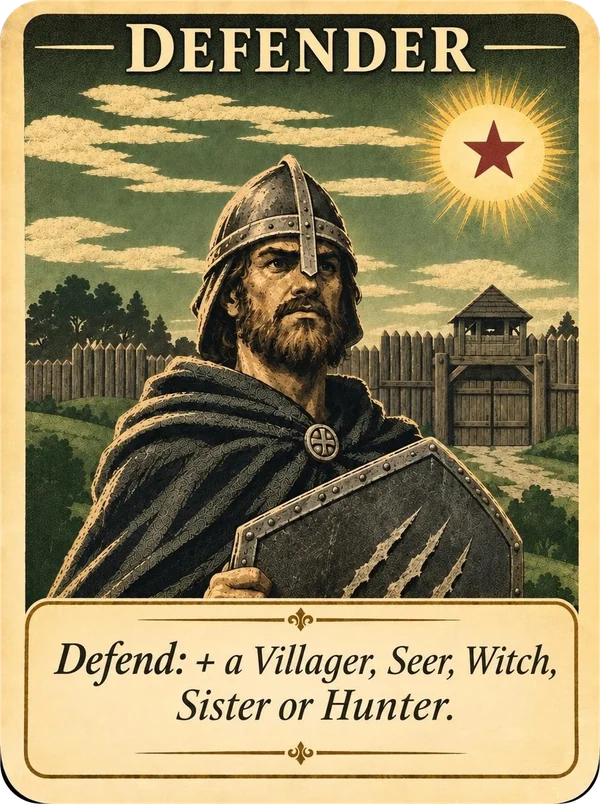 DEFENDER
Defend: + a Villager, Seer, Witch,
Sister or Hunter.